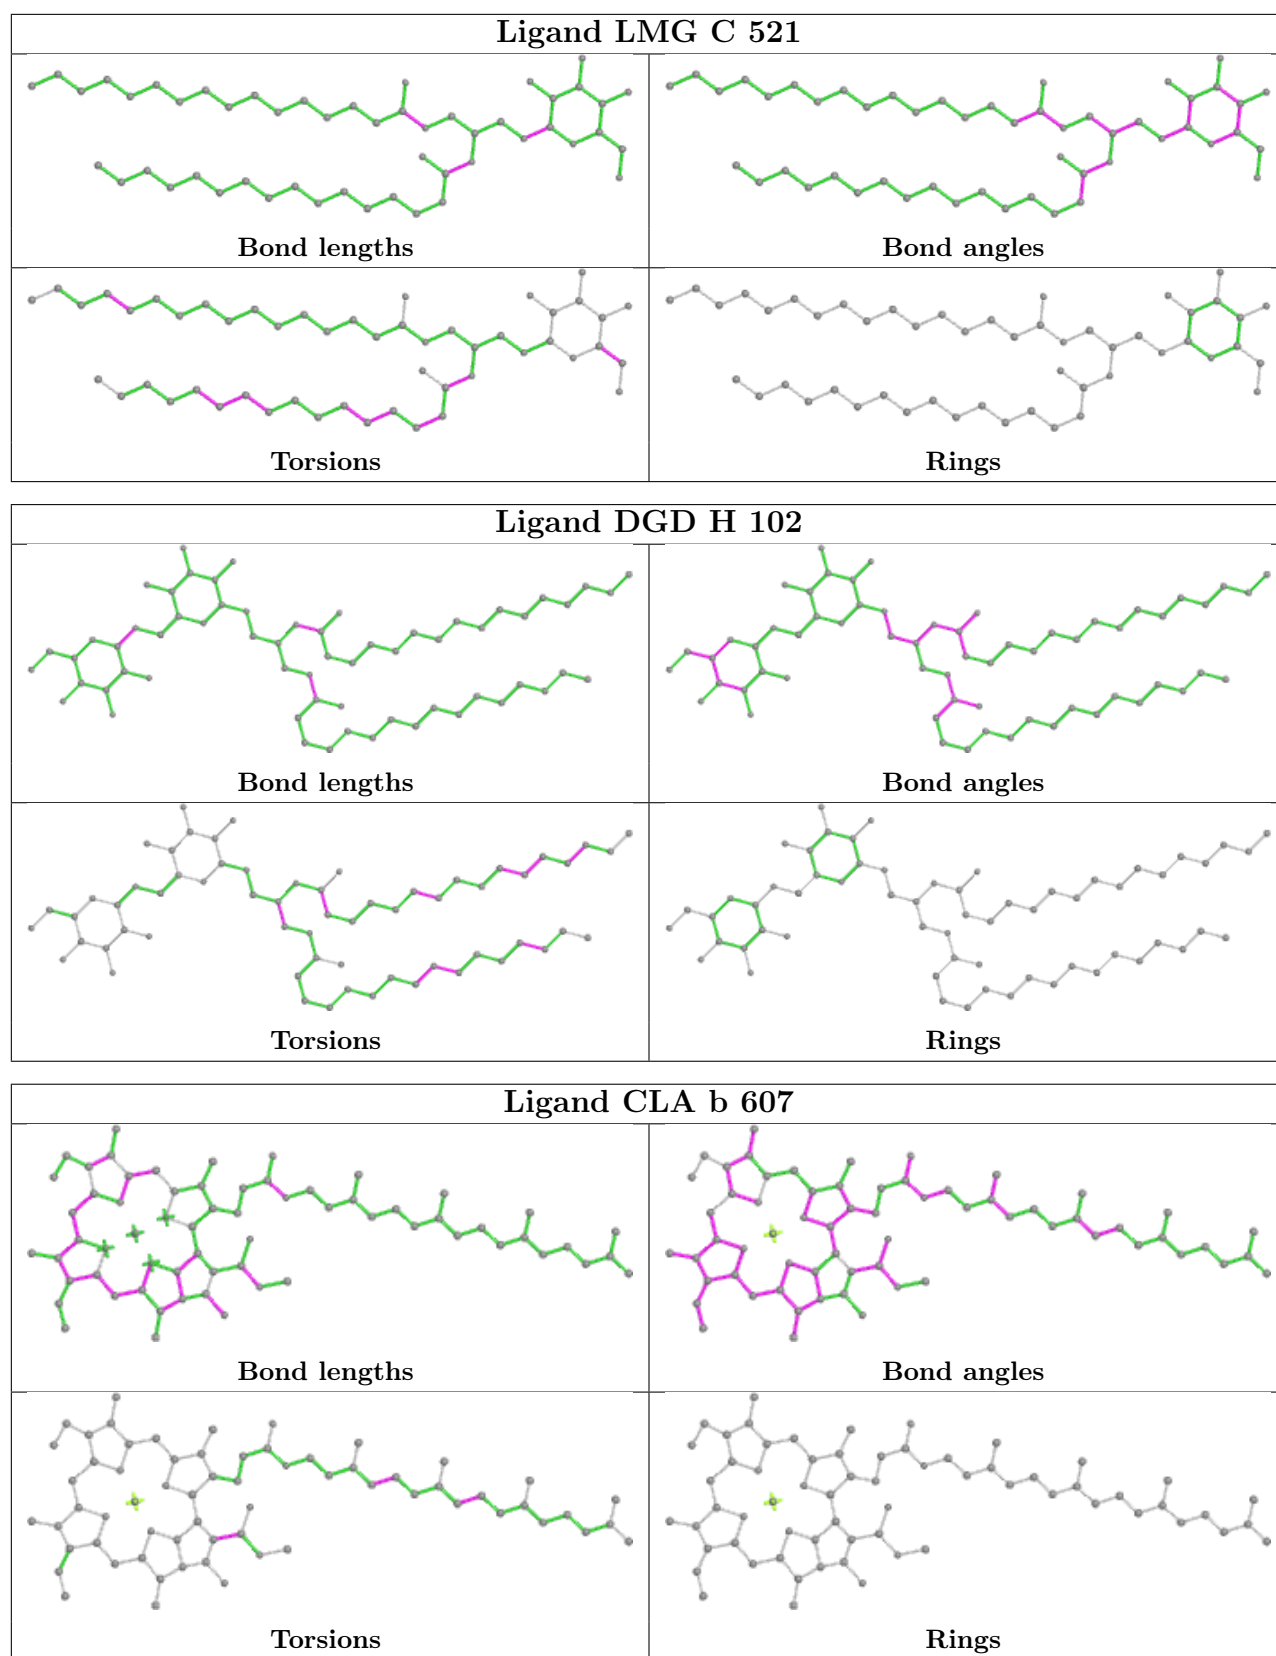 Ligand LMG C 521
Bond lengths
Bond angles
Torsions
Rings
Ligand DGD H 102
Bond lengths
Bond angles
Torsions
Rings
Ligand CLA b 607
Bond lengths
Bond angles
Torsions
Rings